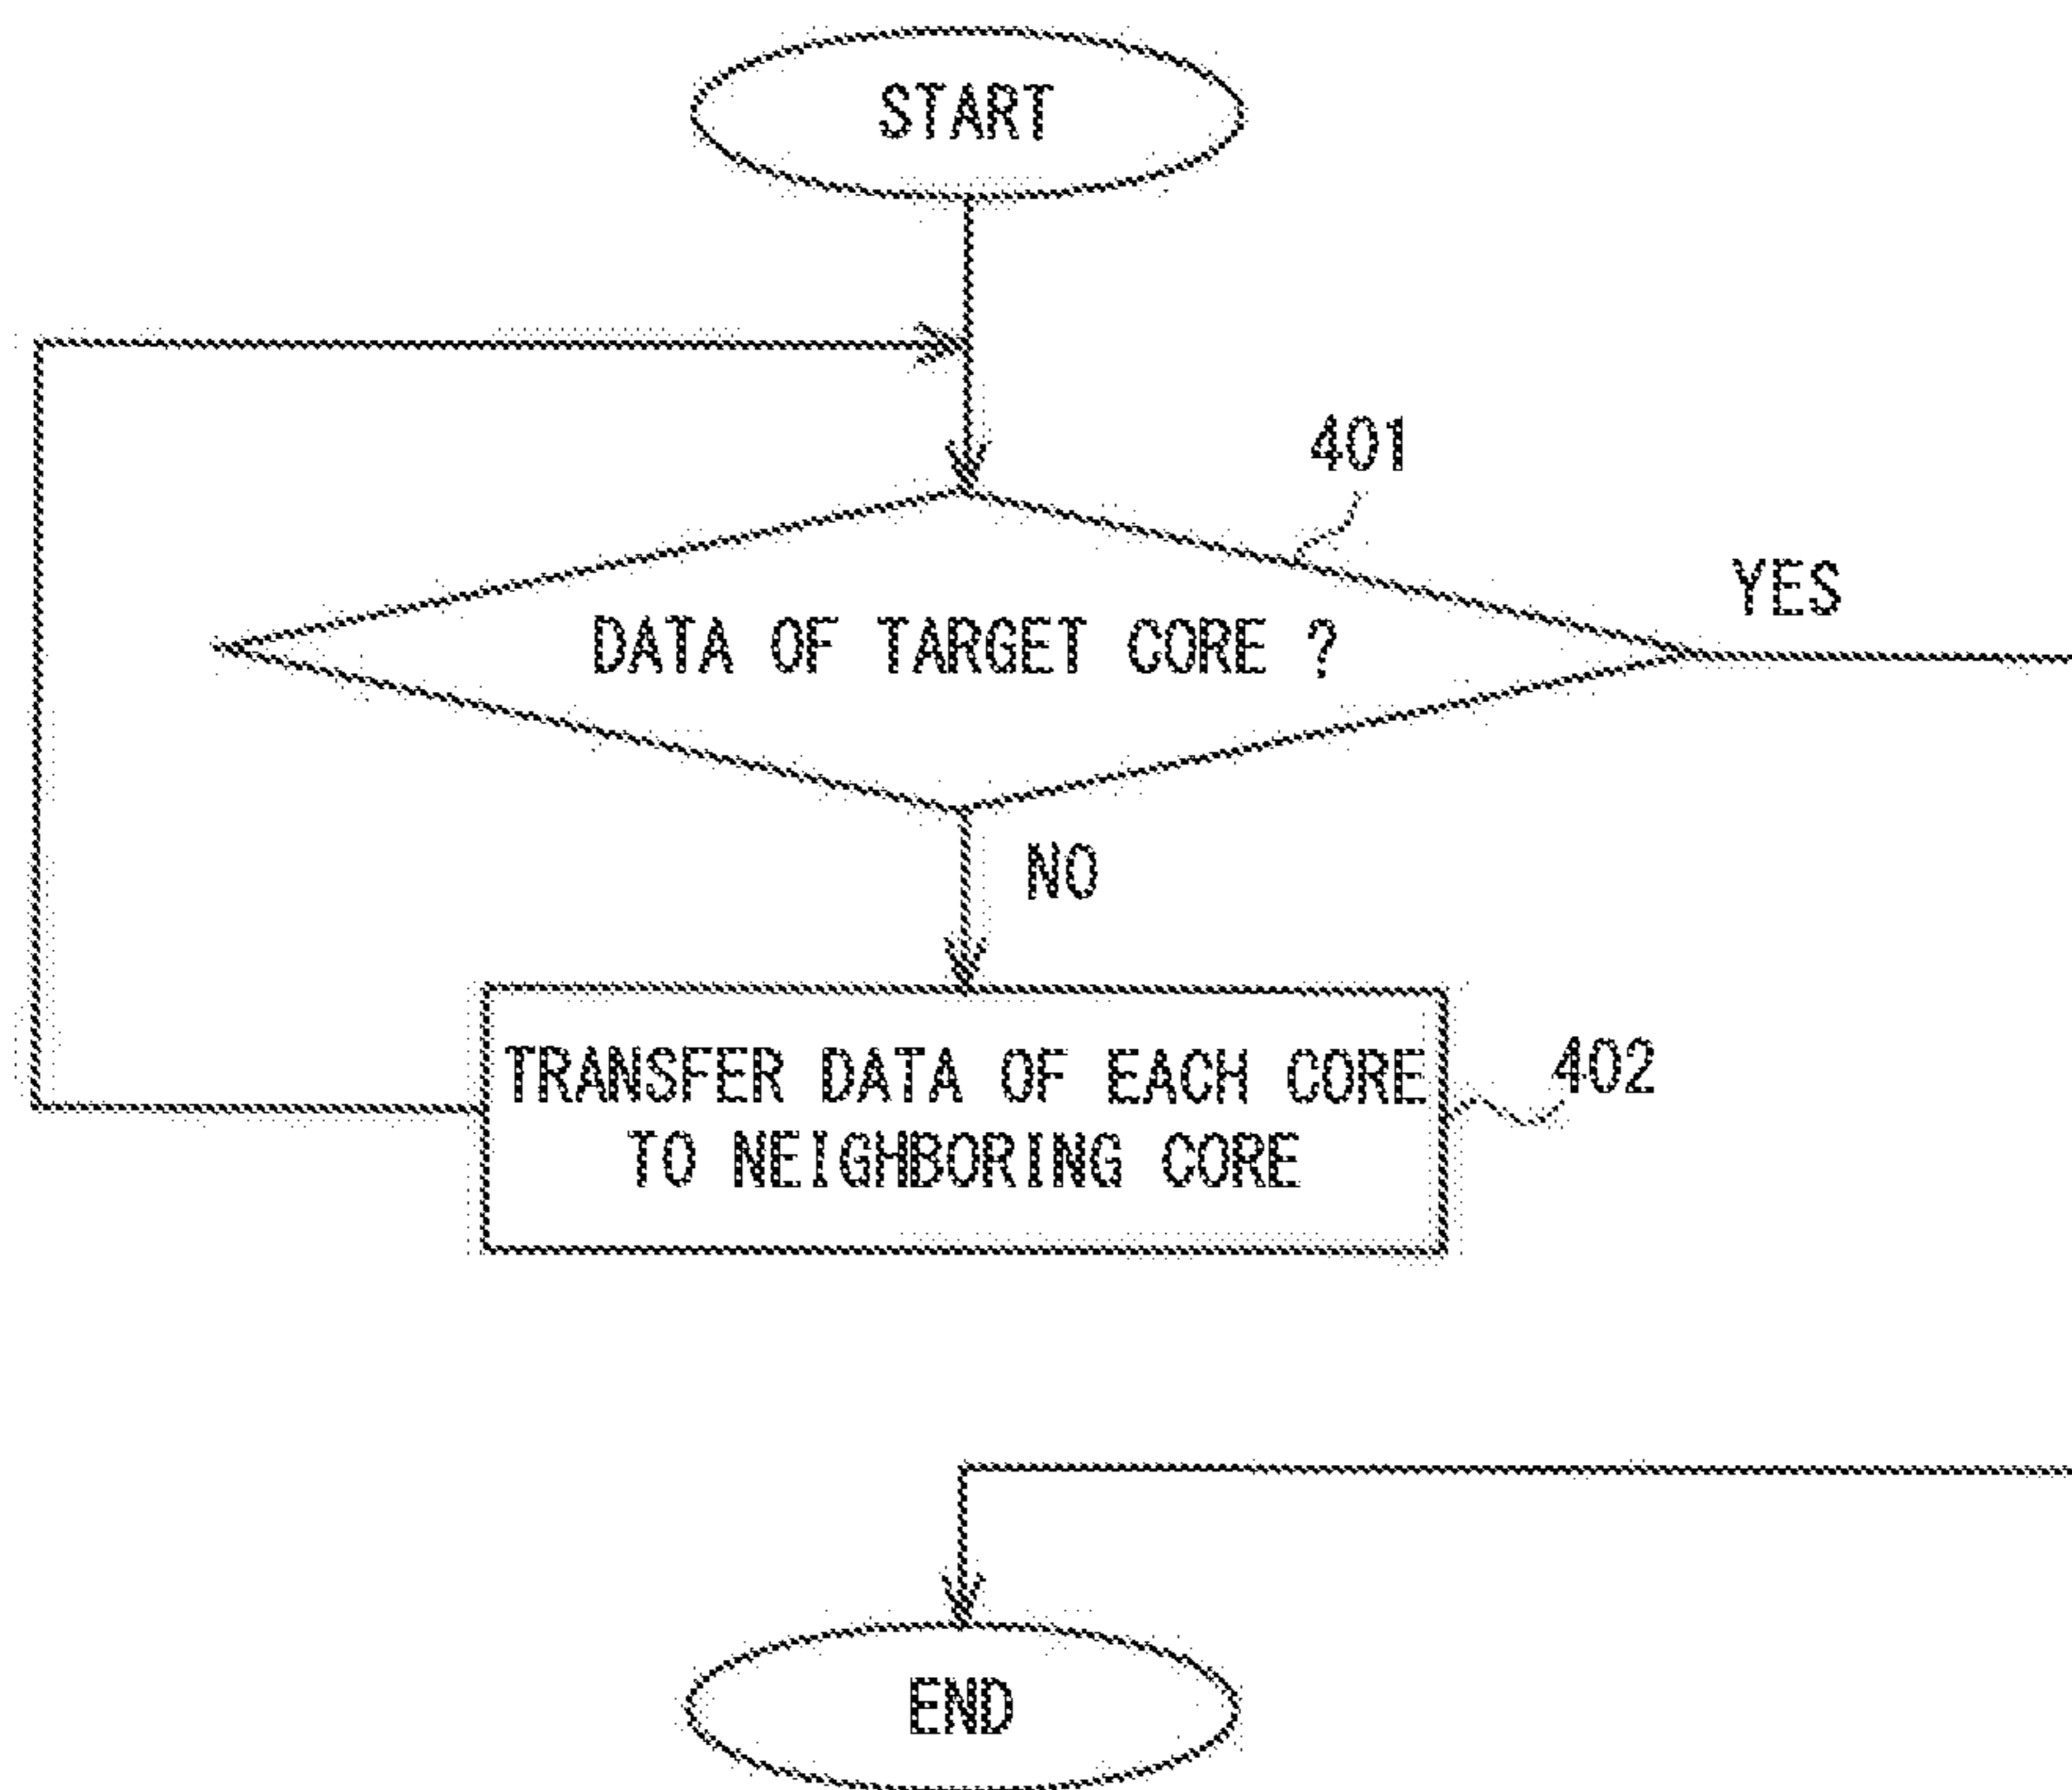 START
401
YES
DATA OF TARGET CORE ?
NO
TRANSFER DATA OF EACH CORE
TO NEIGHBORING CORE
402
END